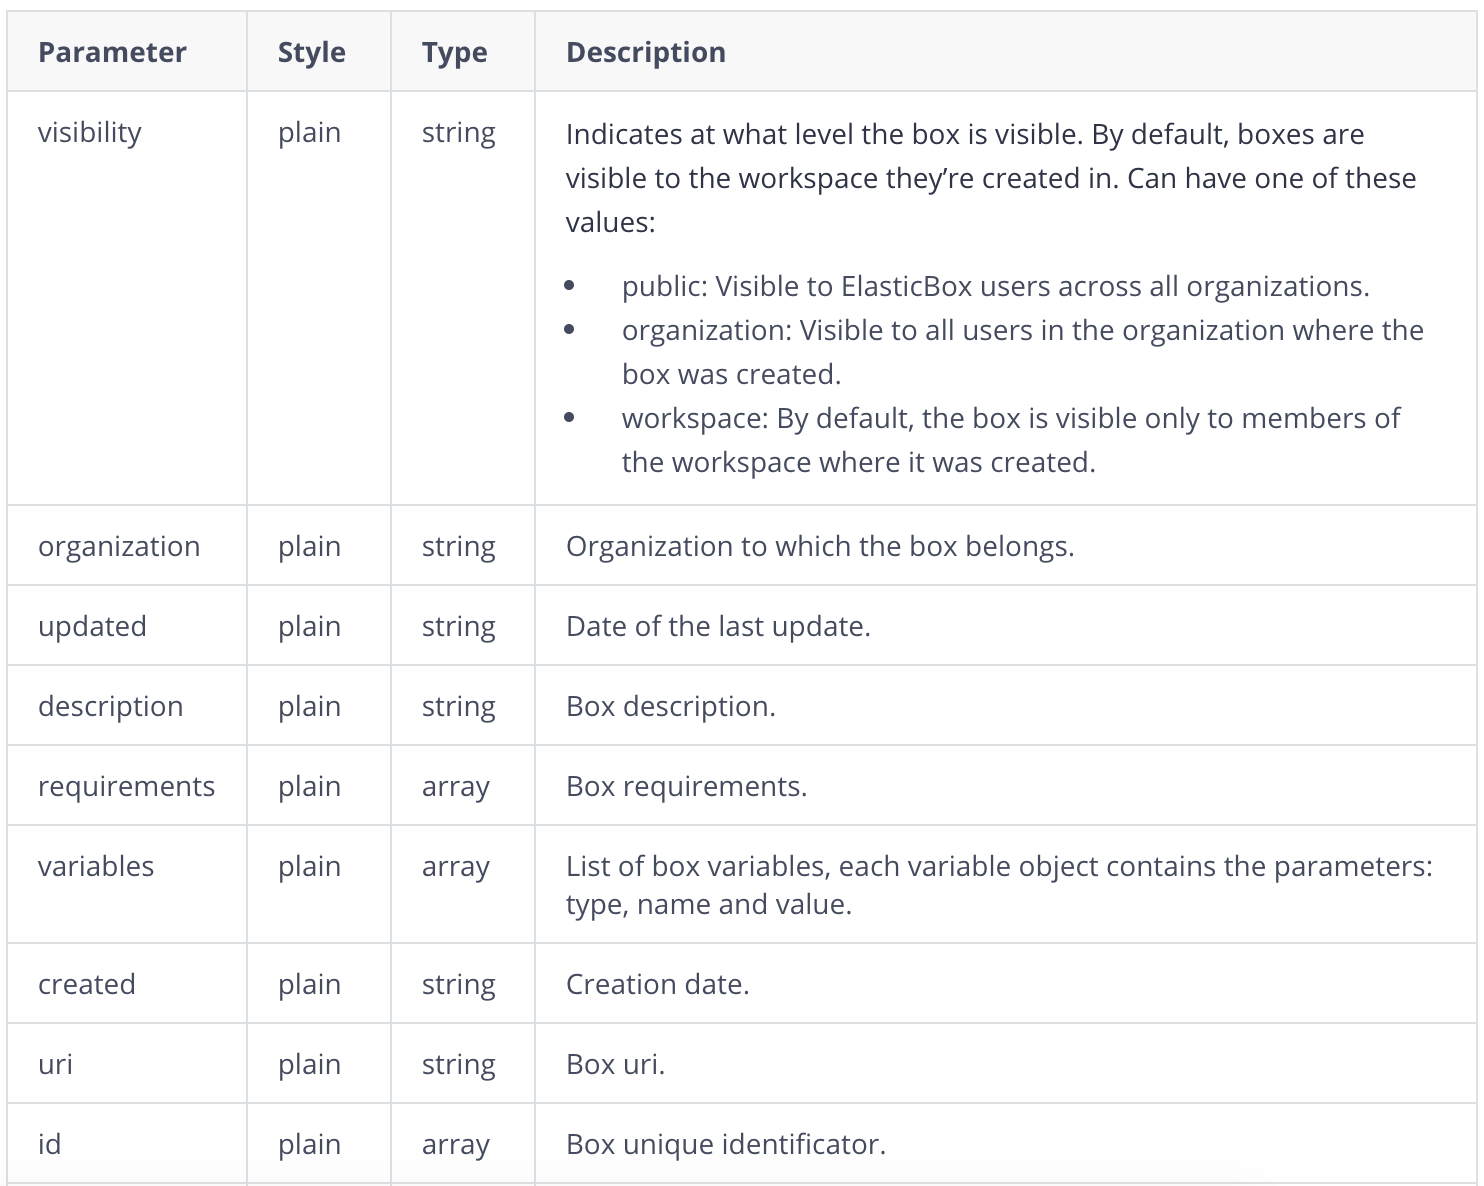 Parameter Style Type Description
visibility plain string Indicates at what level the box is visible. By default, boxes are
visible to the workspace they’re created in. Can have one of these
values:
• public: Visible to ElasticBox users across all organizations.
• organization: Visible to all users in the organization where the
box was created.
• workspace: By default, the box is visible only to members of
the workspace where it was created.
organization plain string Organization to which the box belongs.
updated plain string Date of the last update.
description plain string Box description.
requirements plain array Box requirements.
variables plain array List of box variables, each variable object contains the parameters:
type, name and value.
created plain string Creation date.
uri plain string Box uri.
id plain array Box unique identificator.